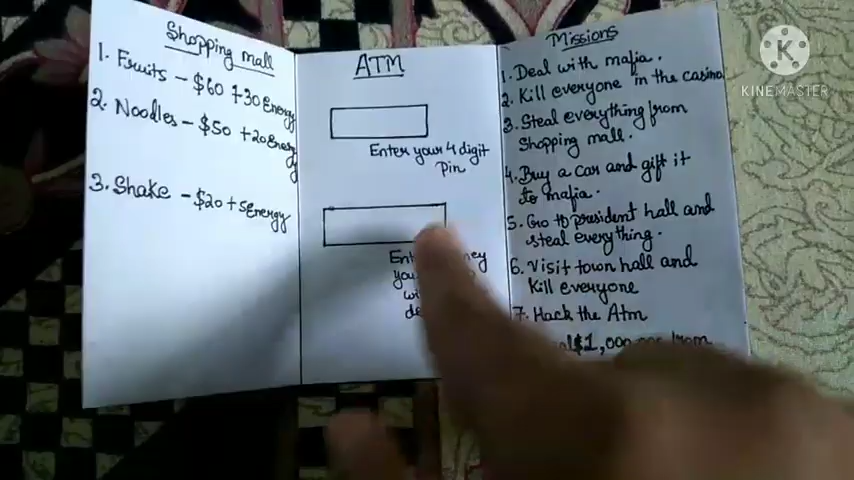 Shopping mall
1. Fruits - $60 +30 Energy
2. Noodles - $50 +20 Energy
3. Shake - $20 + 5 Energy
ATM
Enter your 4 digit
Pin
Missions
1. Deal with mafia.
2. Kill everyone in the casino
3. Steal everything from
Shopping mall.
4. Buy a car and gift it
to mafia.
5. Go to president hall and
steal everything.
6. Visit town hall and
Kill everyone
7. Hack the Atm
KINEMASTER